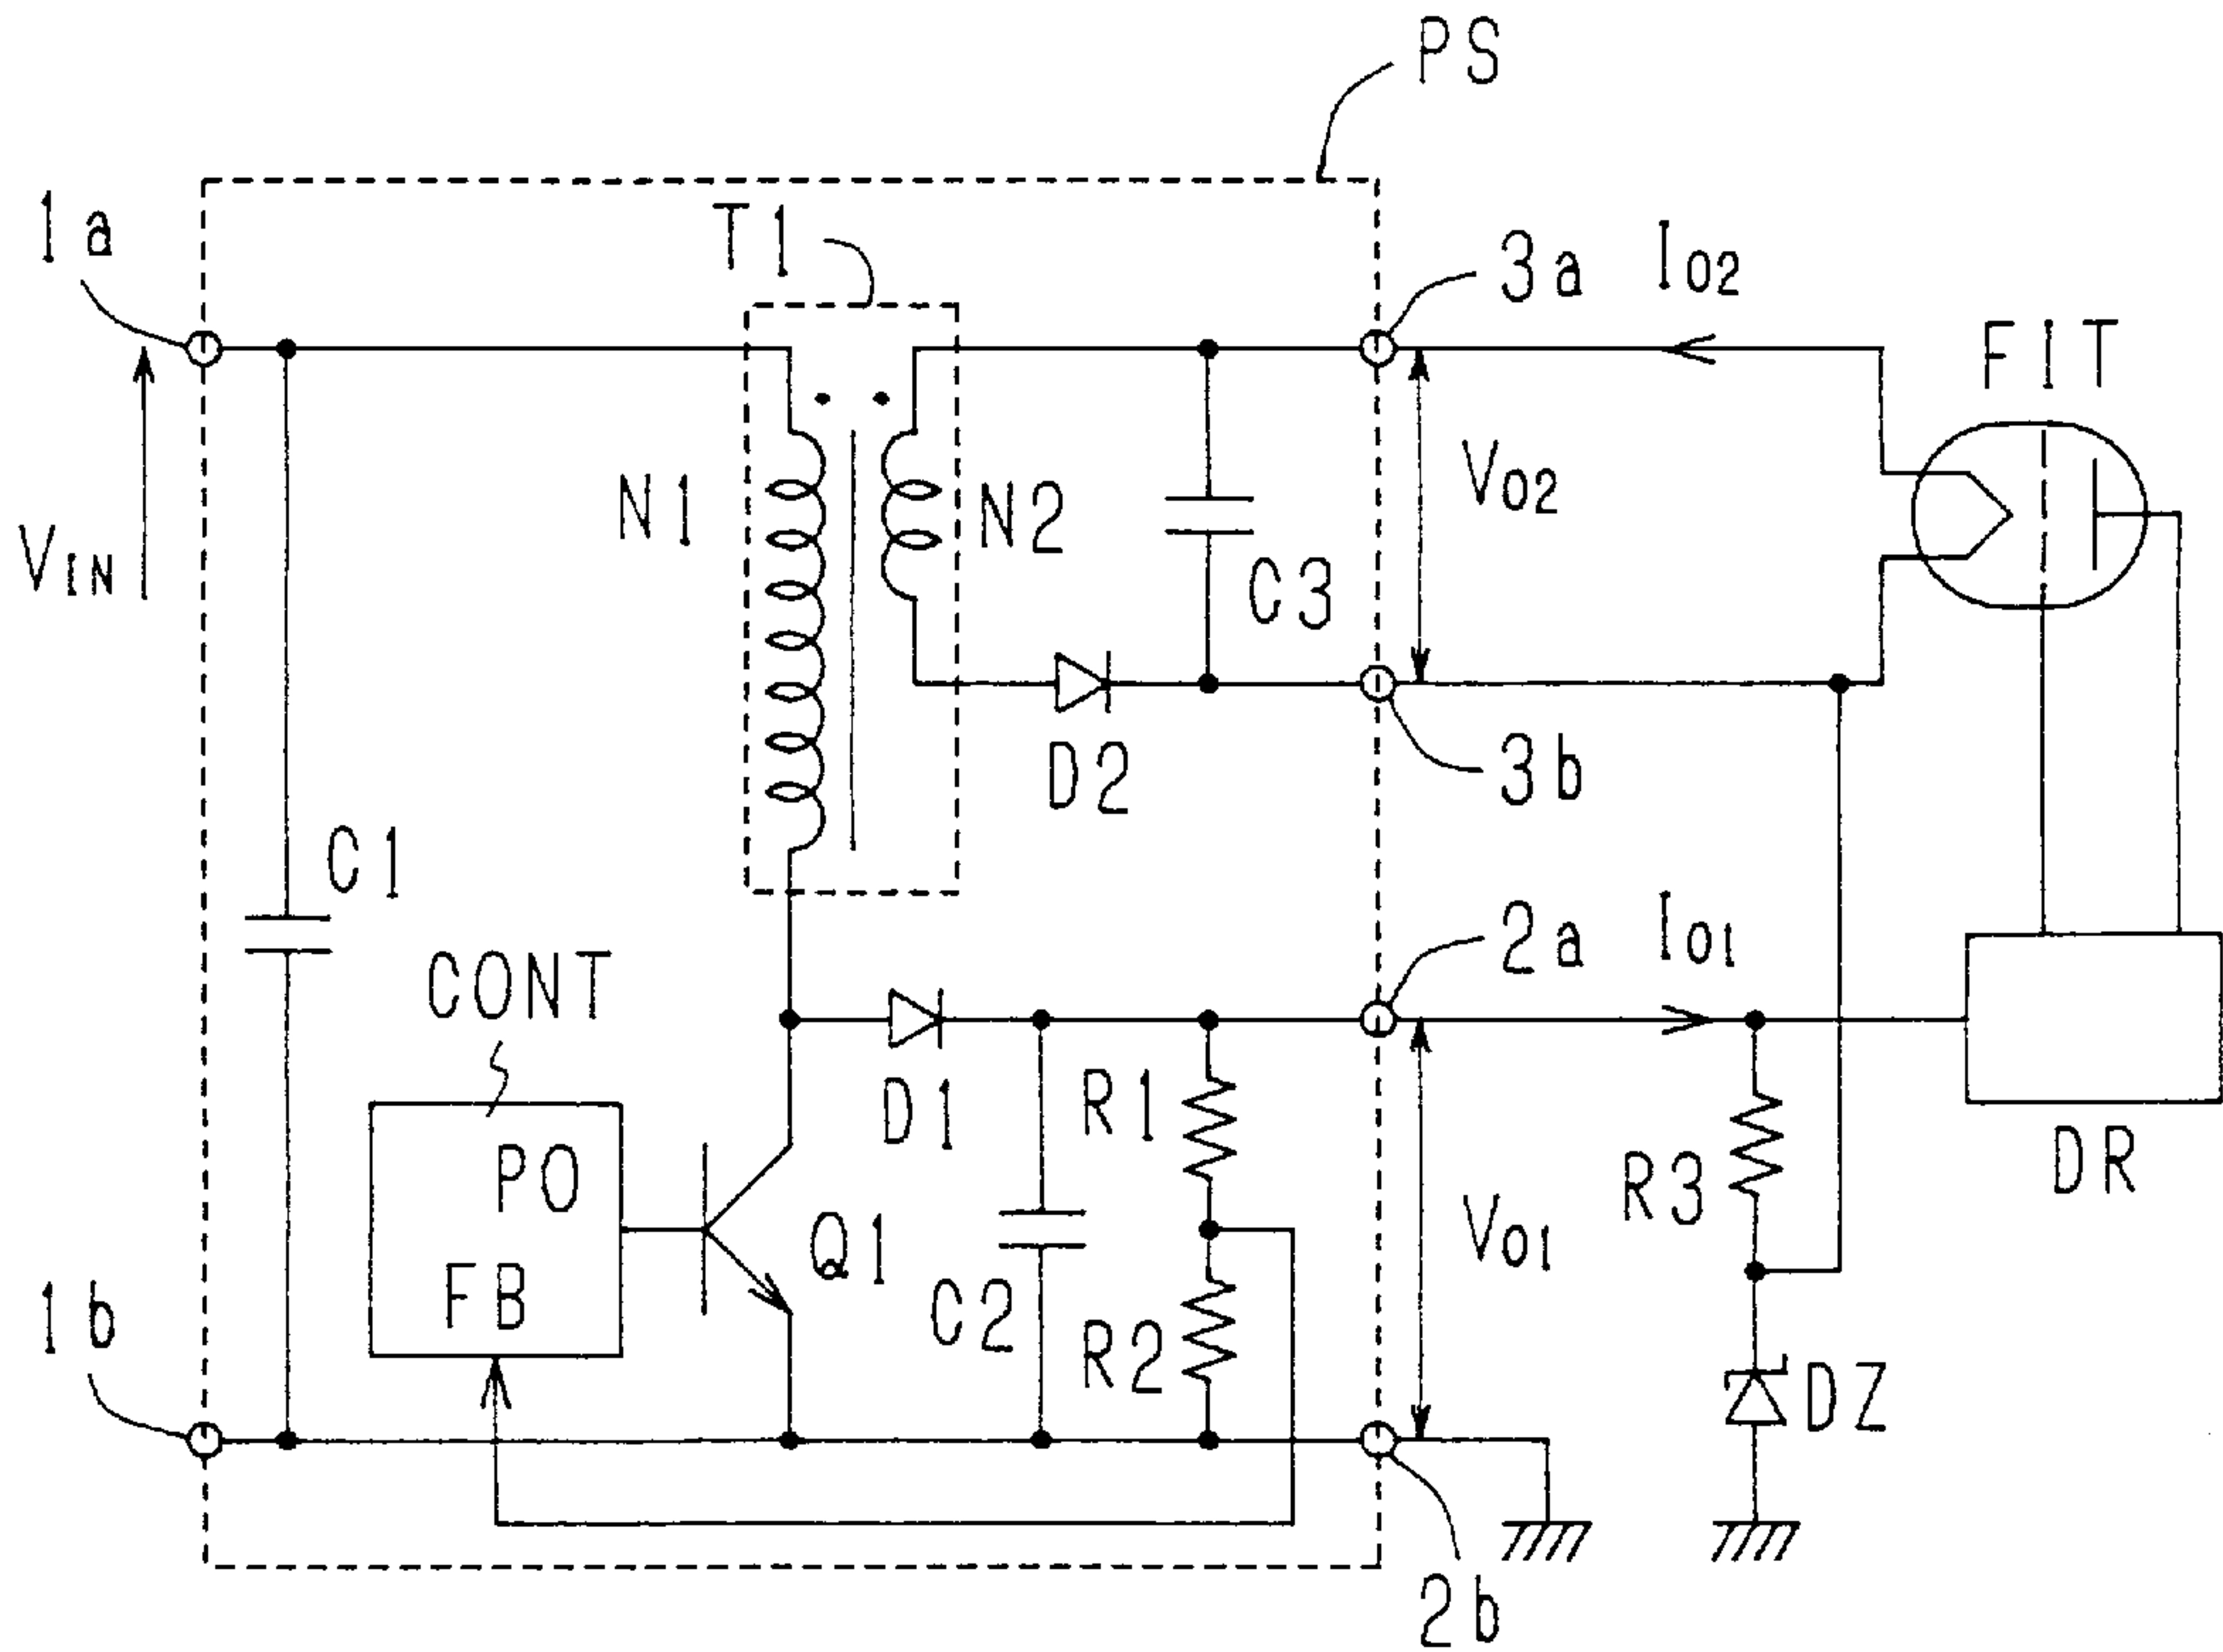 PS
1a
T1
3a
IO2
FIT
VIN
N1
N2
VO2
C3
D2
3b
C1
CONT
2a
IO1
D1
R1
PO
FB
Q1
C2
R2
VO1
R3
DR
1b
DZ
2b